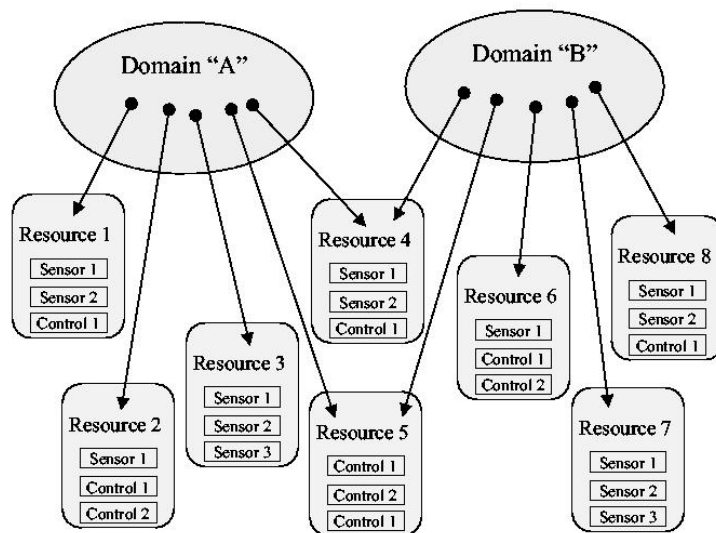 Domain “A”
Domain “B”
Resource 1
Sensor 1
Sensor 2
Control 1
Resource 4
Sensor 1
Sensor 2
Control 1
Resource 8
Sensor 1
Sensor 2
Control 1
Resource 6
Sensor 1
Control 1
Control 2
Resource 3
Sensor 1
Sensor 2
Sensor 3
Resource 2
Sensor 1
Control 1
Control 2
Resource 5
Control 1
Control 2
Control 1
Resource 7
Sensor 1
Sensor 2
Sensor 3